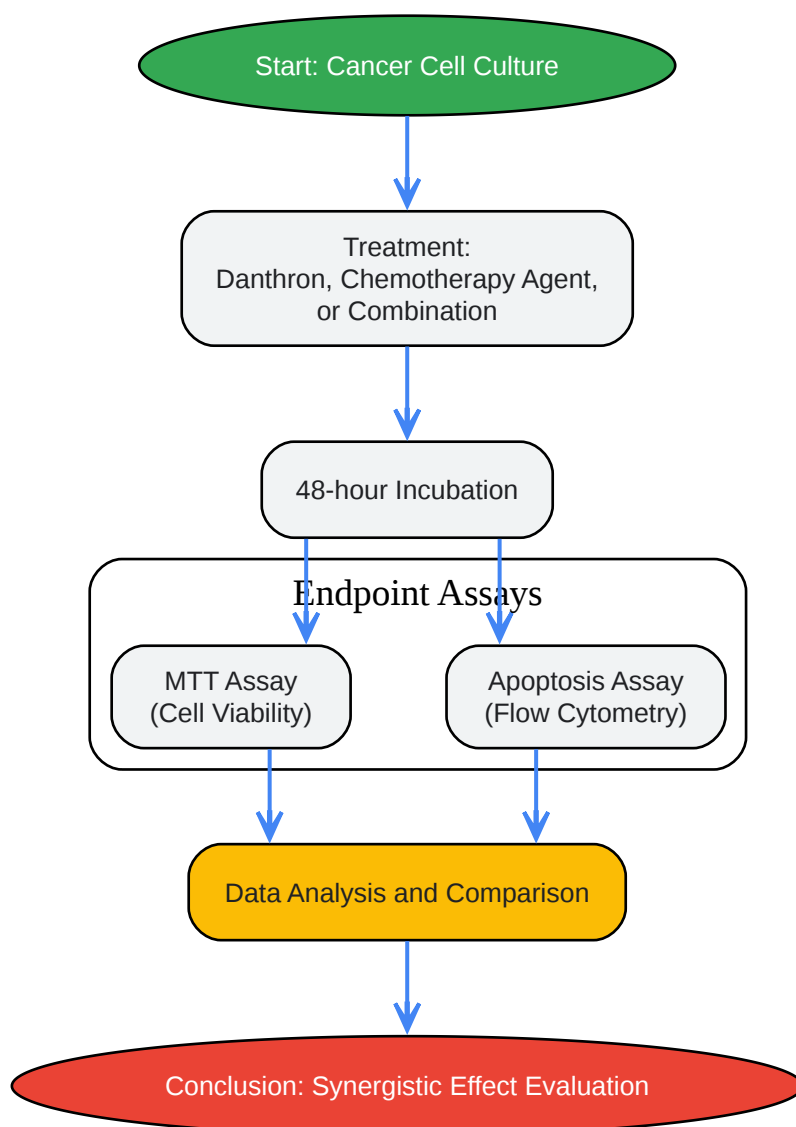 Start: Cancer Cell Culture
Treatment:
Danthron, Chemotherapy Agent,
or Combination
48-hour Incubation
Endpoint Assays
MTT Assay
(Cell Viability)
Apoptosis Assay
(Flow Cytometry)
Data Analysis and Comparison
Conclusion: Synergistic Effect Evaluation